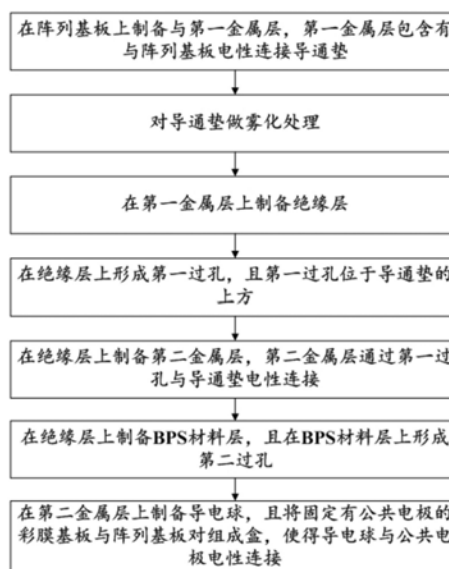 在阵列基板上制备与第一金属层，第一金属层包含有
与阵列基板电性连接导通垫
对导通垫做雾化处理
在第一金属层上制备绝缘层
在绝缘层上形成第一过孔，且第一过孔位于导通垫的
上方
在绝缘层上制备第二金属层，第二金属层通过第一过
孔与导通垫电性连接
在绝缘层上制备BPS材料层，且在BPS材料层上形成
第二过孔
在第二金属层上制备导电球，且将固定有公共电极的
彩膜基板与阵列基板对组成盒，使得导电球与公共电
极电性连接